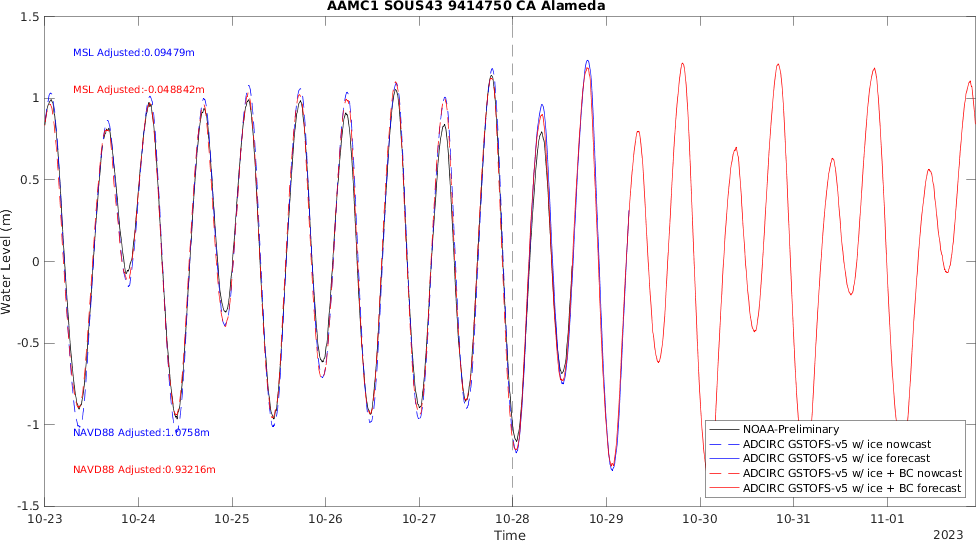 AAMC1 SOUS43 9414750 CA Alameda
1.5
MSL Adjusted:0.09479m
MSL Adjusted:-0.048842m
1
0.5
0
-0.5
-1
-1.5
Water Level (m)
NAVD88 Adjusted:1.0758m
NAVD88 Adjusted:0.93216m
NOAA-Preliminary
ADCIRC GSTOFS-v5 w/ ice nowcast
ADCIRC GSTOFS-v5 w/ ice forecast
ADCIRC GSTOFS-v5 w/ ice + BC nowcast
ADCIRC GSTOFS-v5 w/ ice + BC forecast
10-23 10-24 10-25 10-26 10-27 10-28 10-29 10-30 10-31 11-01
Time
2023